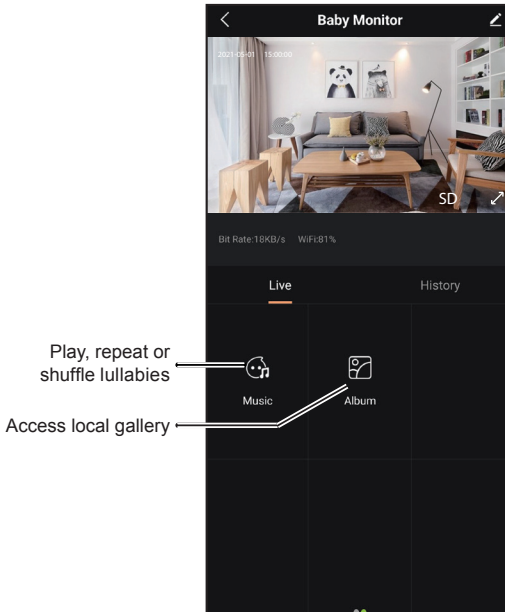 Baby Monitor
2021-05-01 15:00:00
SD
Bit Rate:18KB/s WiFi:81%
Live History
Play, repeat or
shuffle lullabies
Music Album
Access local gallery